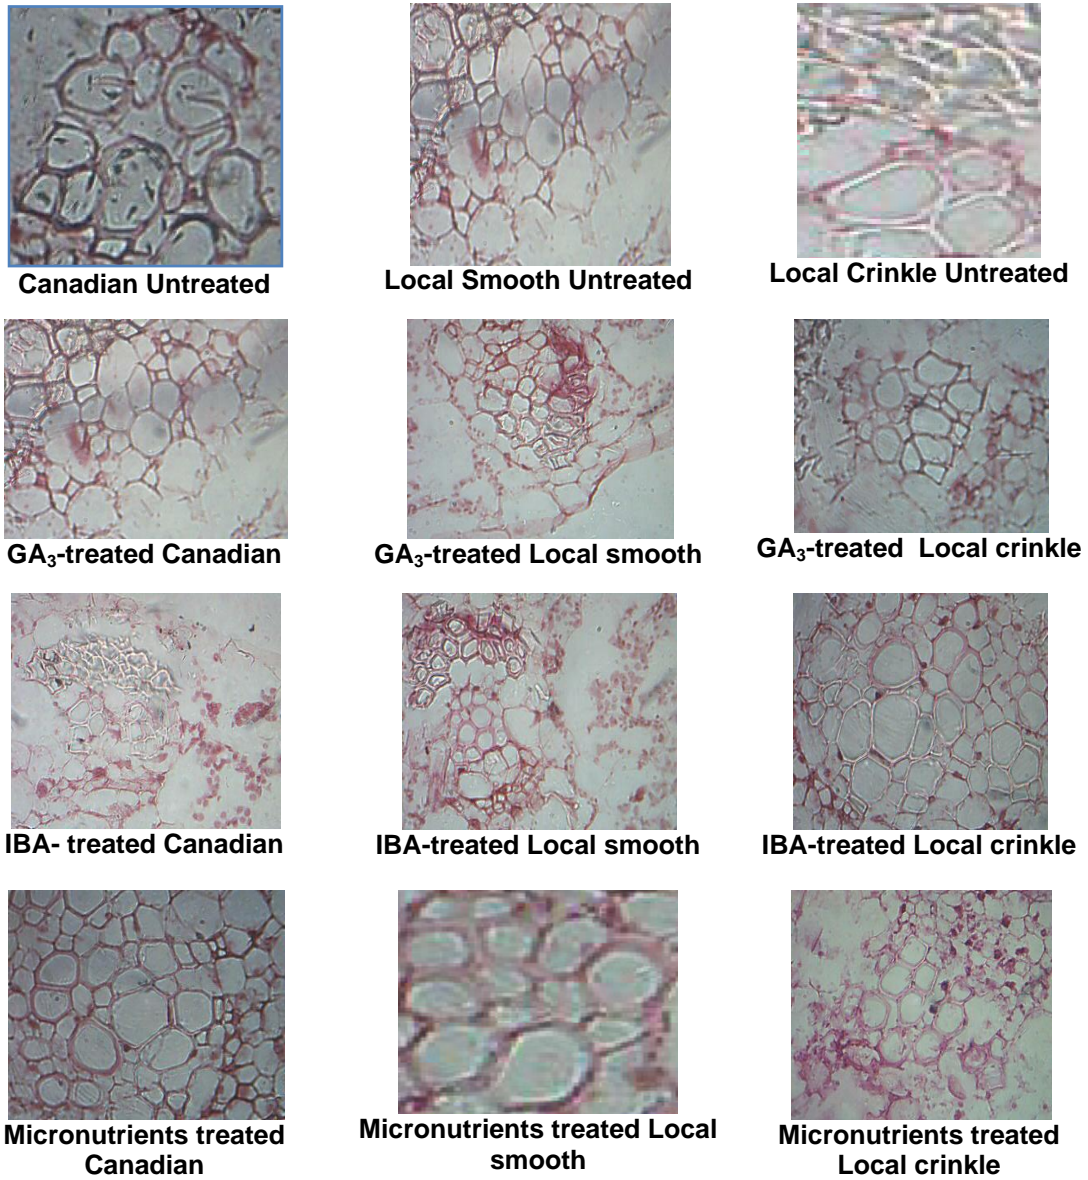 Canadian Untreated
Local Smooth Untreated
Local Crinkle Untreated
GA₃-treated Canadian
GA₃-treated Local smooth
GA₃-treated  Local crinkle
IBA- treated Canadian
IBA-treated Local smooth
IBA-treated Local crinkle
Micronutrients treated
Canadian
Micronutrients treated Local
smooth
Micronutrients treated
Local crinkle